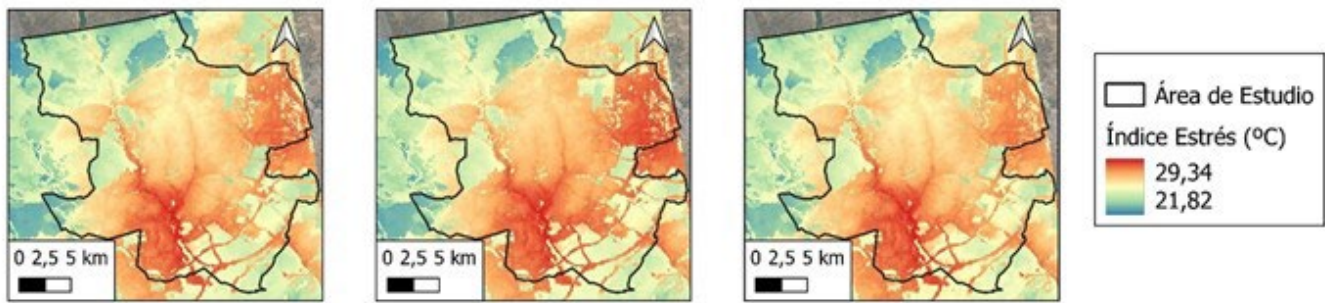 0 2,5 5 km
0 2,5 5 km
0 2,5 5 km
Área de Estudio
Índice Estrés (ºC)
29,34
21,82